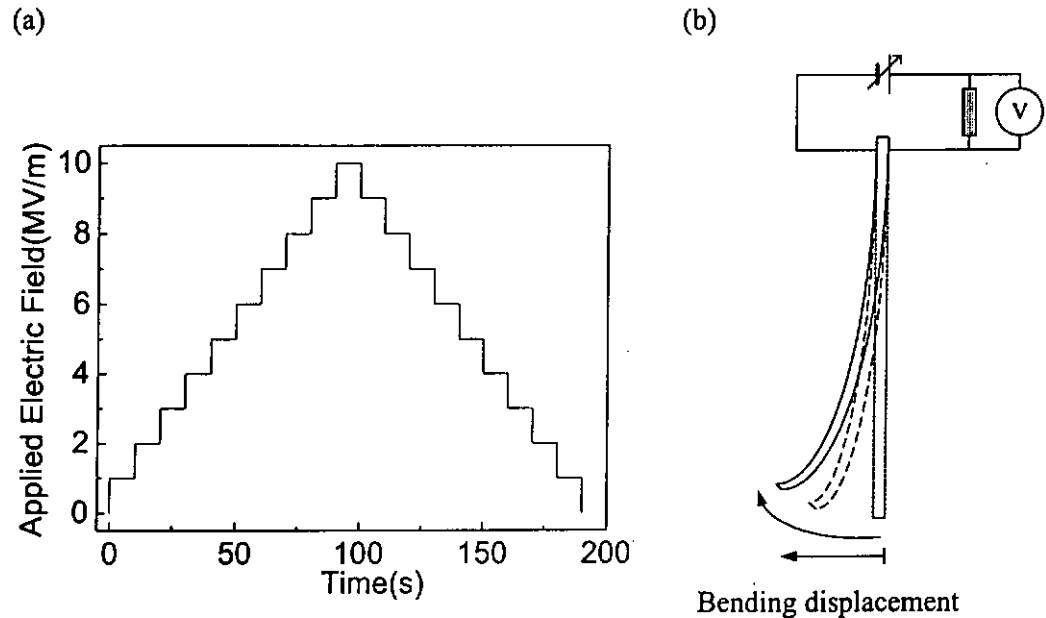 (a)
(b)
Applied Electric Field(MV/m)
10
8
6
4
2
0
0 50 100 150 200
Time(s)
V
Bending displacement